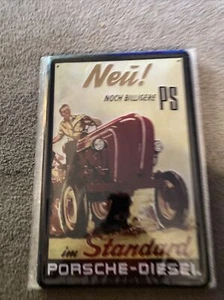 Neu!
NOCH BILLIGERE PS
im Standard
PORSCHE-DIESEL